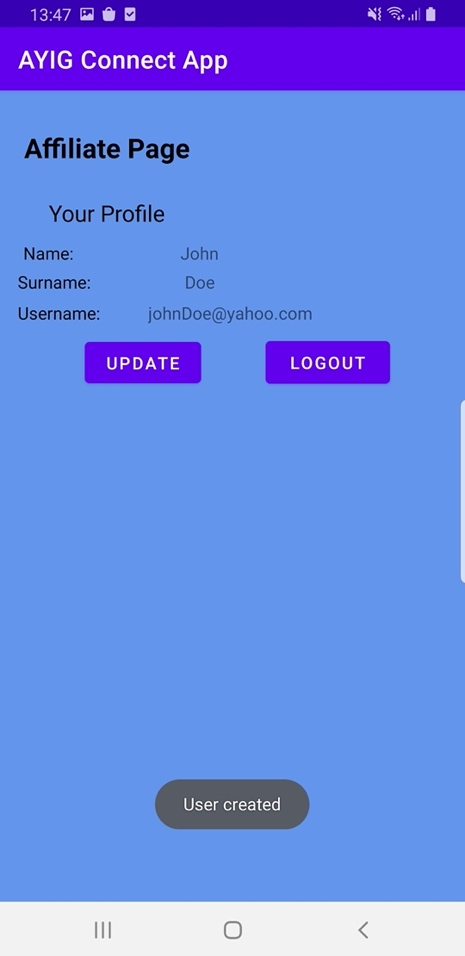 13:47
AYIG Connect App
Affiliate Page
Your Profile
Name: John
Surname: Doe
Username: johnDoe@yahoo.com
UPDATE LOGOUT
User created